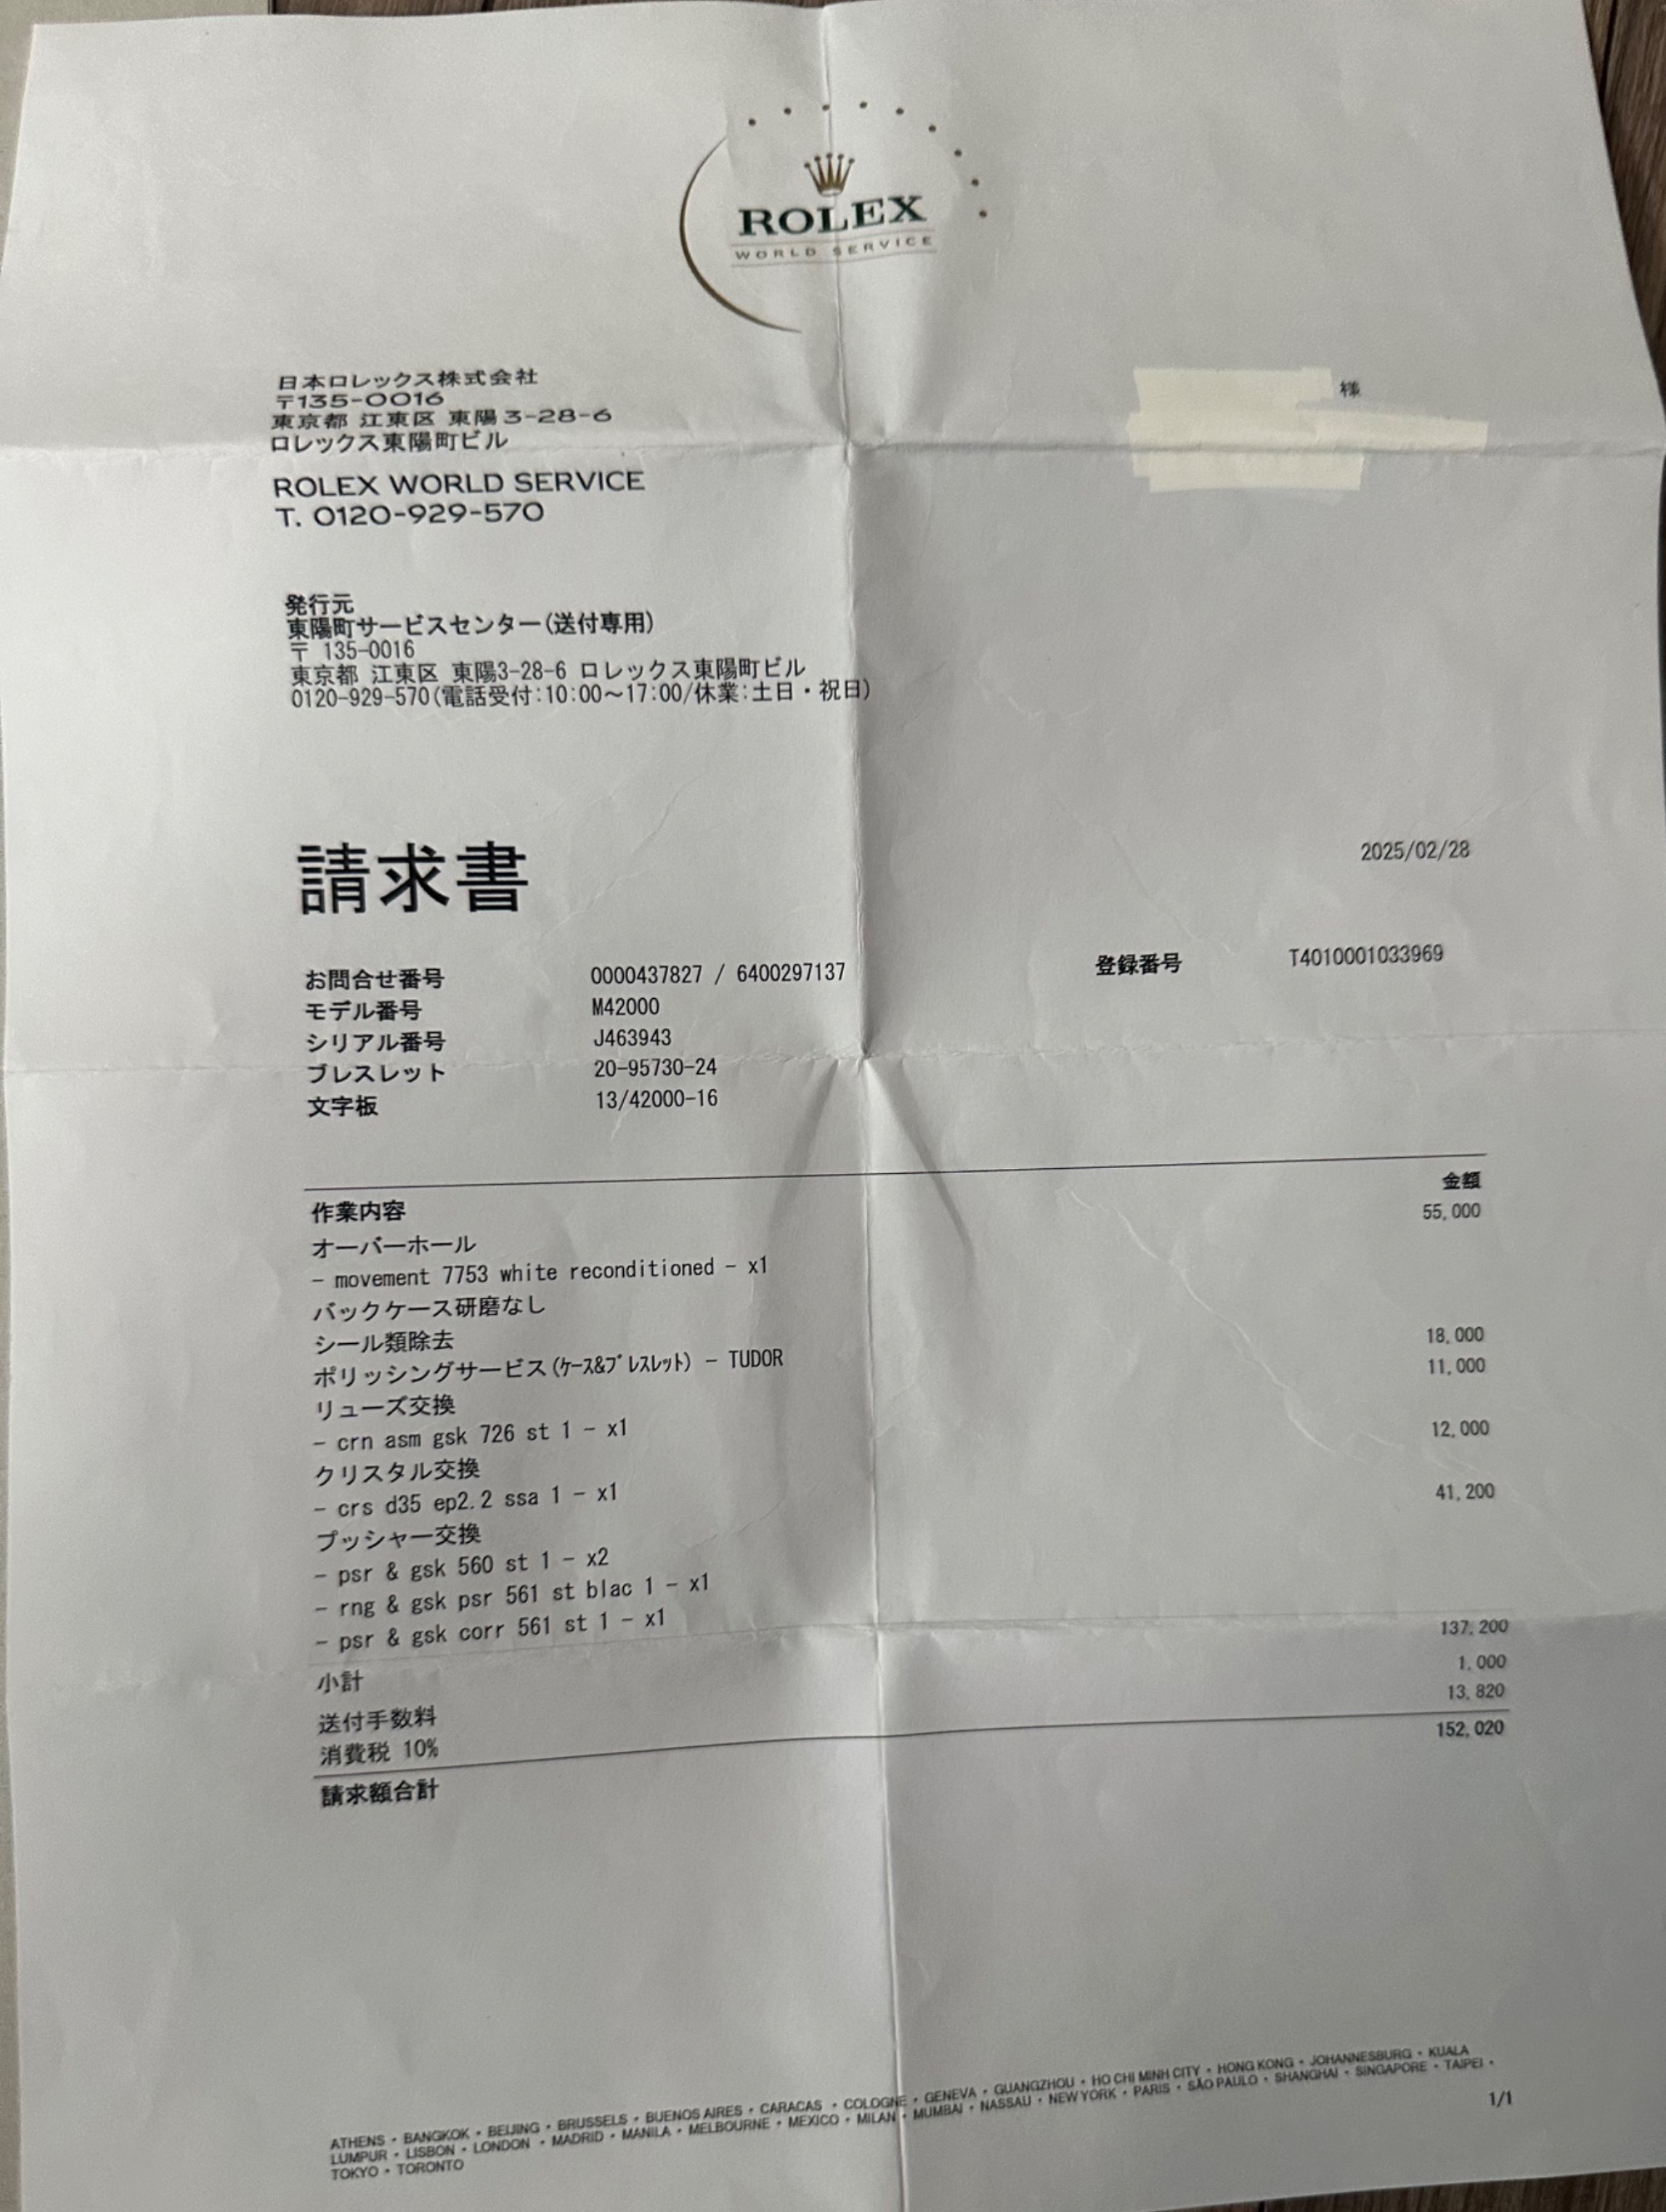 ROLEX
WORLD SERVICE
日本ロレックス株式会社
〒135-0016
東京都 江東区 東陽3-28-6
ロレックス東陽町ビル
様
ROLEX WORLD SERVICE
T. 0120-929-570
発行元
東陽町サービスセンター(送付専用)
〒 135-0016
東京都 江東区 東陽3-28-6 ロレックス東陽町ビル
0120-929-570(電話受付:10:00～17:00/休業:土日・祝日)
請求書
2025/02/28
お問合せ番号 0000437827 / 6400297137
登録番号 T4010001033969
モデル番号 M42000
シリアル番号 J463943
ブレスレット 20-95730-24
文字板 13/42000-16
作業内容 金額
オーバーホール 55,000
- movement 7753 white reconditioned - x1
バックケース研磨なし
シール類除去
ポリッシングサービス(ｹｰｽ&ﾌﾞﾚｽﾚｯﾄ) - TUDOR 18,000
リューズ交換 11,000
- crn asm gsk 726 st 1 - x1
クリスタル交換 12,000
- crs d35 ep2.2 ssa 1 - x1
プッシャー交換 41,200
- psr & gsk 560 st 1 - x2
- rng & gsk psr 561 st blac 1 - x1
- psr & gsk corr 561 st 1 - x1
小計 137,200
送付手数料 1,000
消費税 10% 13,820
請求額合計 152,020
ATHENS • BANGKOK • BEIJING • BRUSSELS • BUENOS AIRES • CARACAS • COLOGNE • GENEVA • GUANGZHOU • HO CHI MINH CITY • HONG KONG • JOHANNESBURG • KUALA
LUMPUR • LISBON • LONDON • MADRID • MANILA • MELBOURNE • MEXICO • MILAN • MUMBAI • NASSAU • NEW YORK • PARIS • SÃO PAULO • SHANGHAI • SINGAPORE • TAIPEI •
TOKYO • TORONTO
1/1